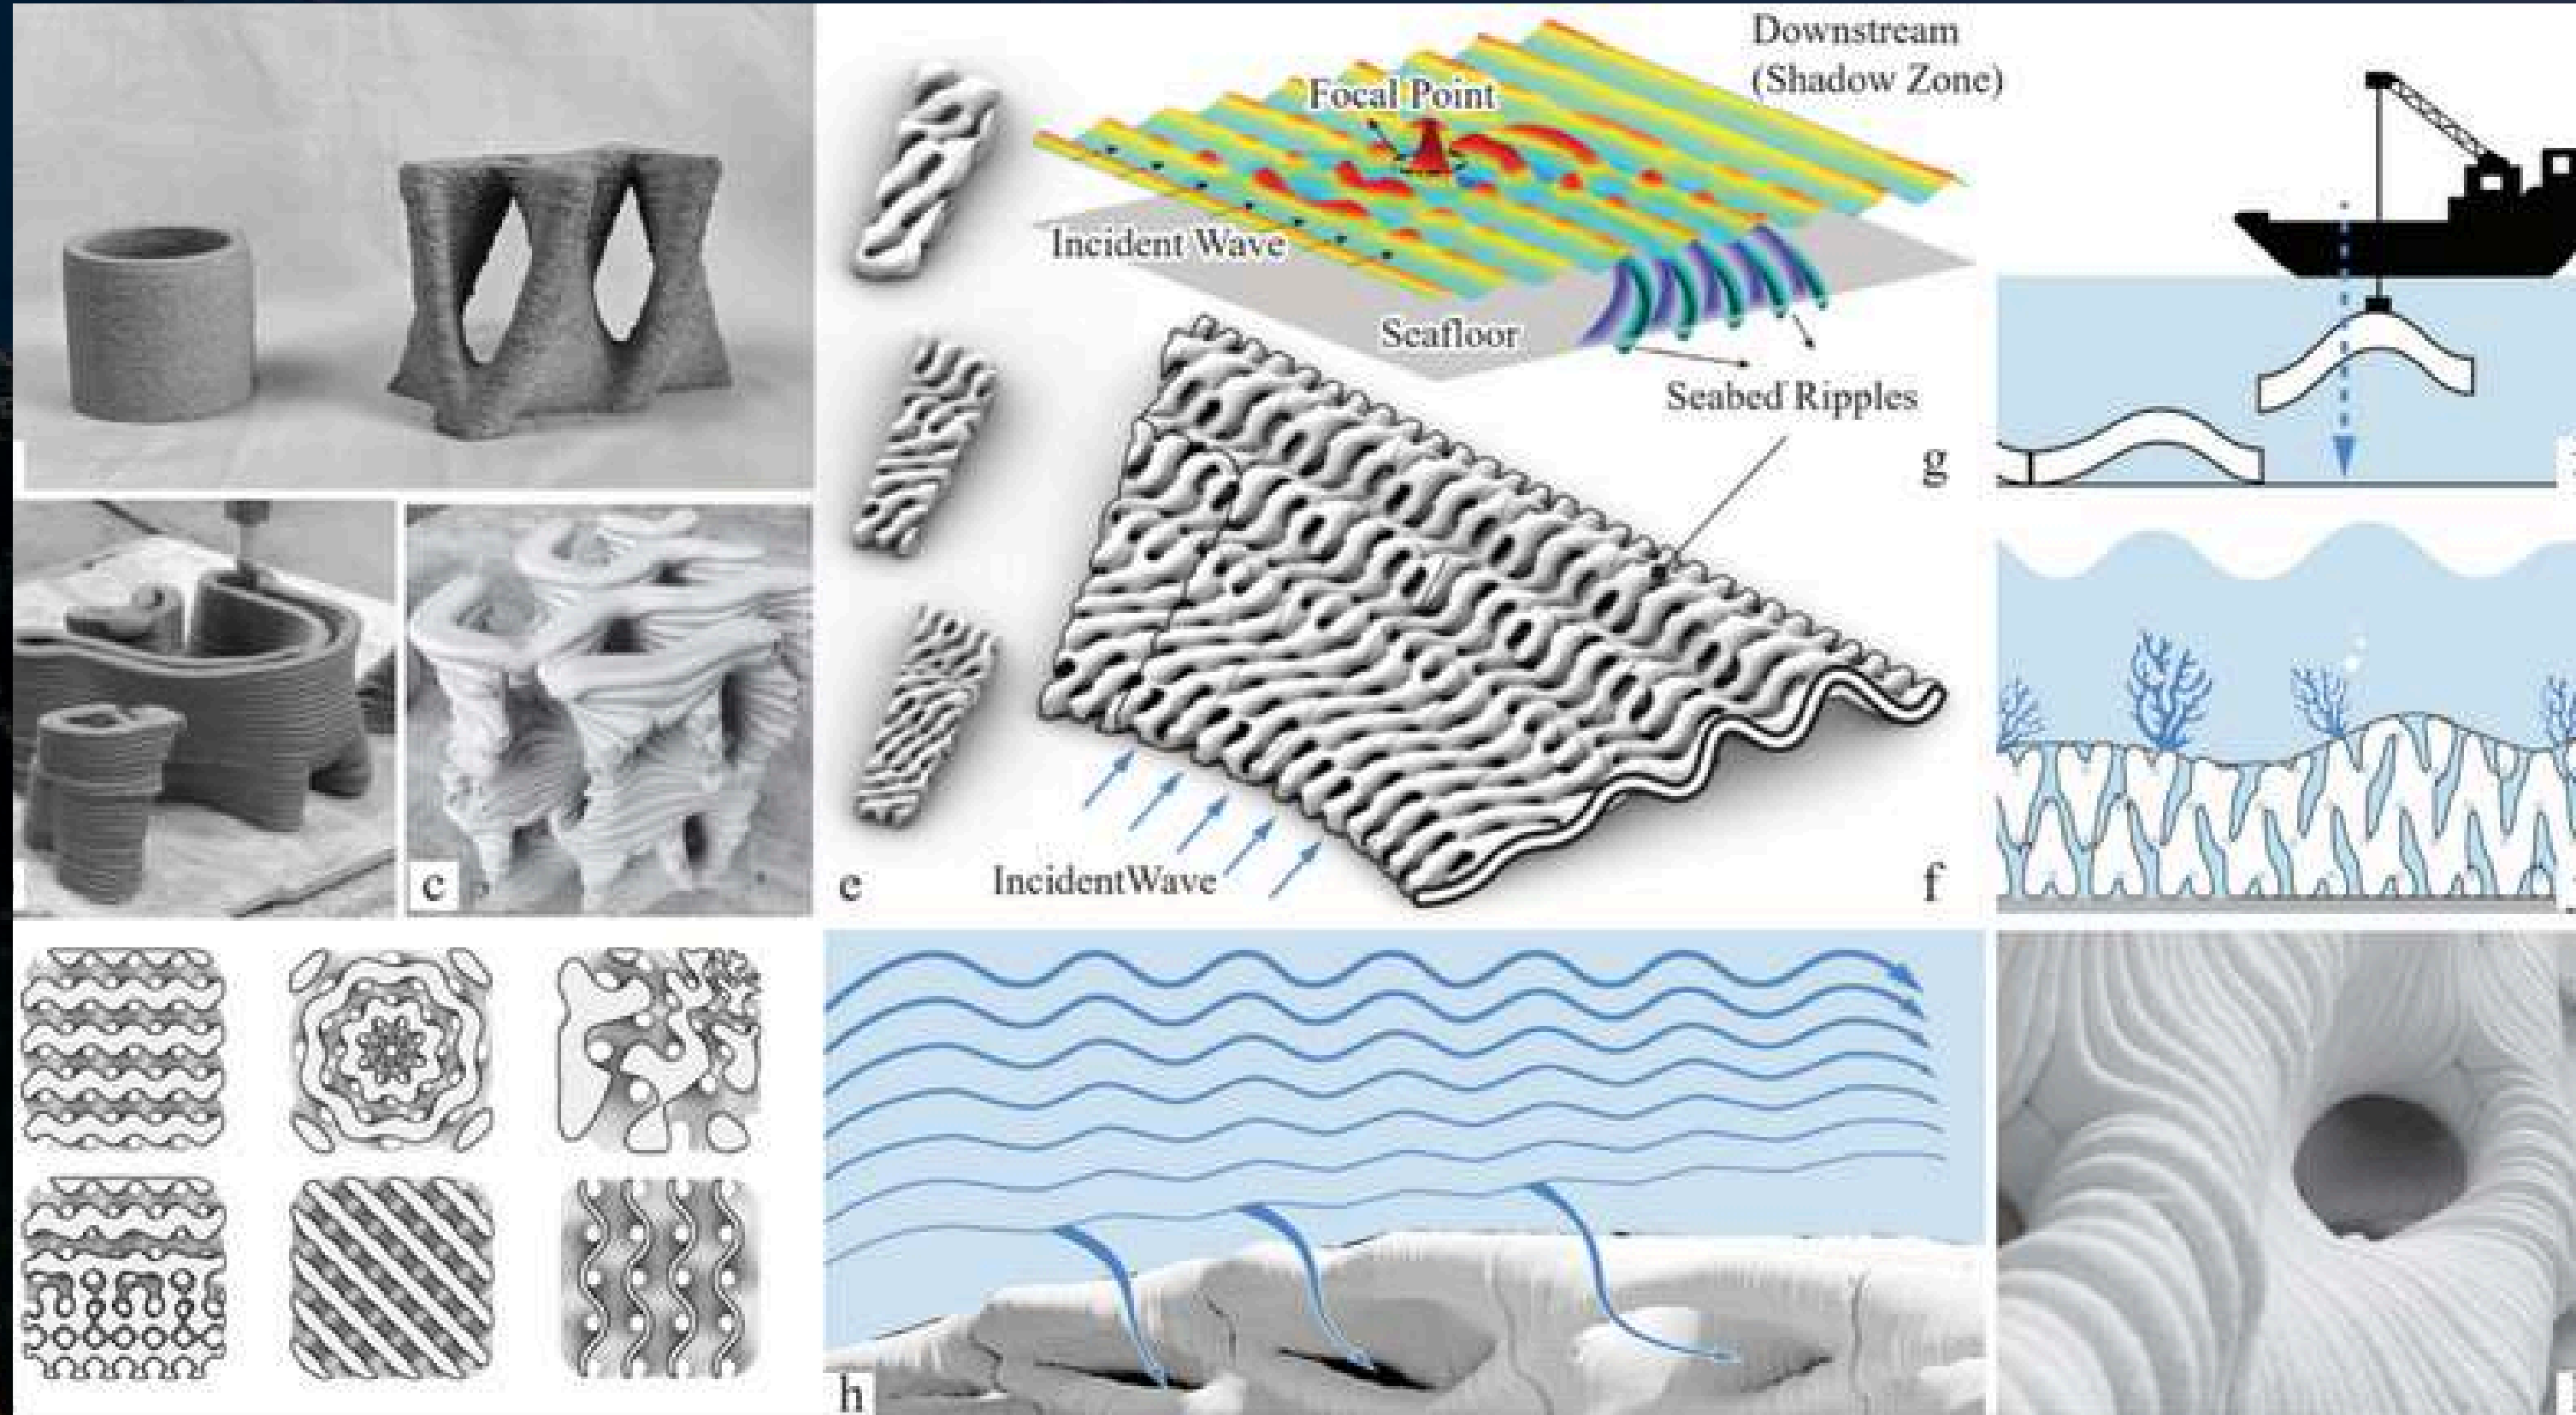 Downstream
(Shadow Zone)
Focal Point
Incident Wave
Seafloor
Seabed Ripples
g
c
e
IncidentWave
f
h